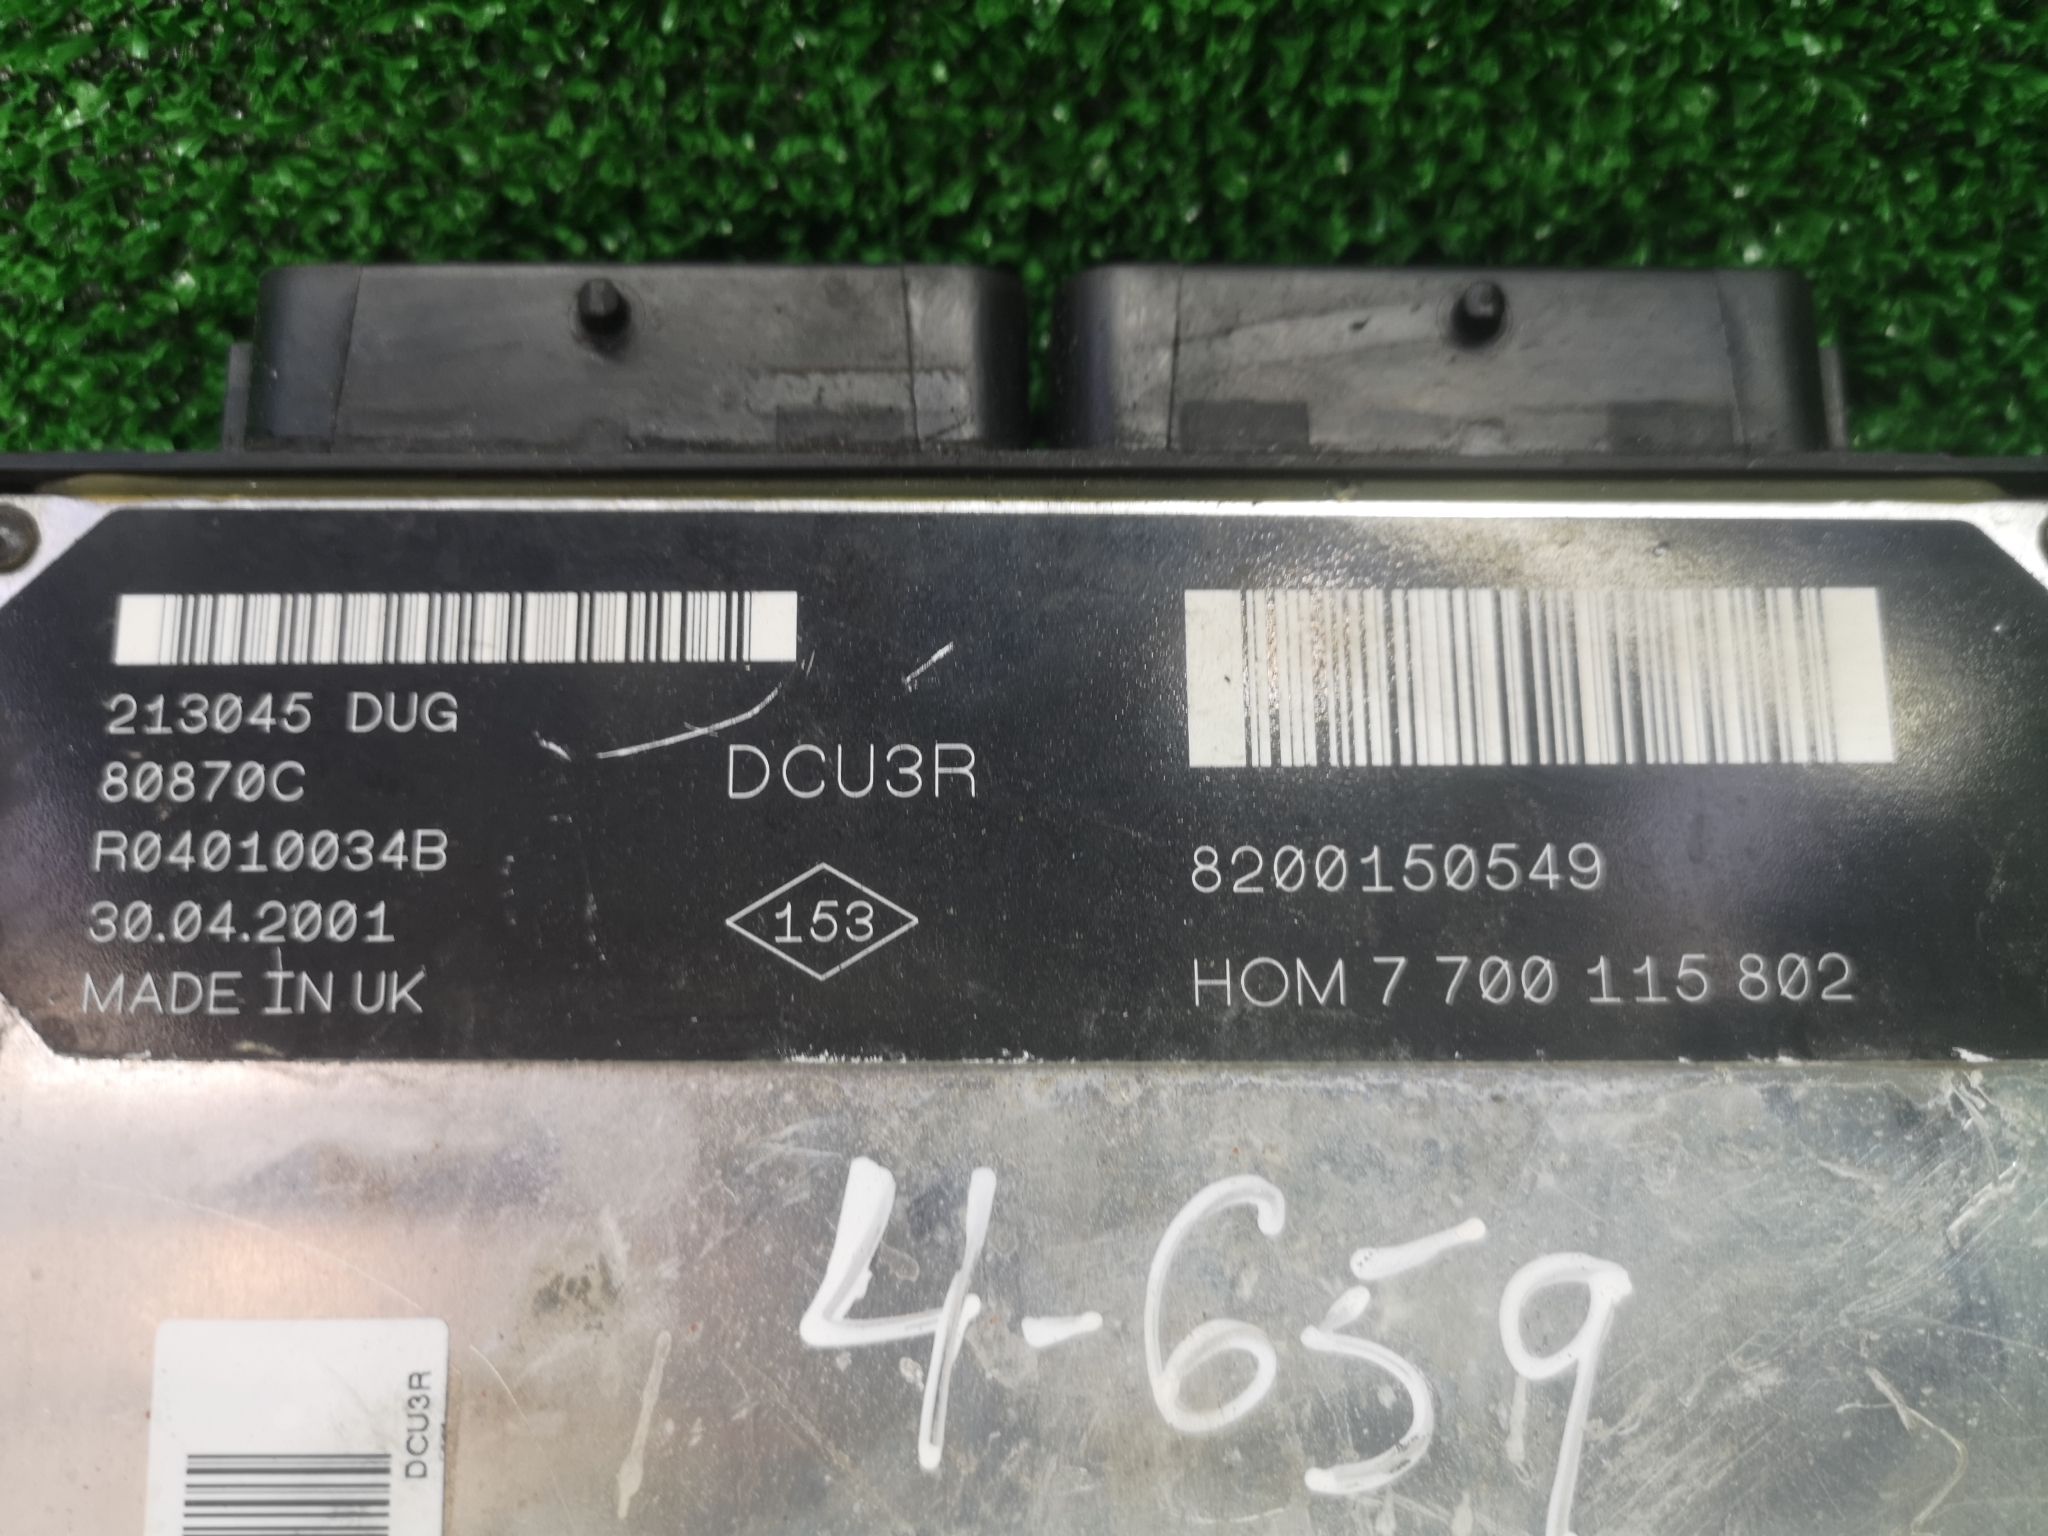 213045 DUG
80870C
R04010034B
30.04.2001
MADE IN UK
DCU3R
153
8200150549
HOM 7 700 115 802
4-659
DCU3R